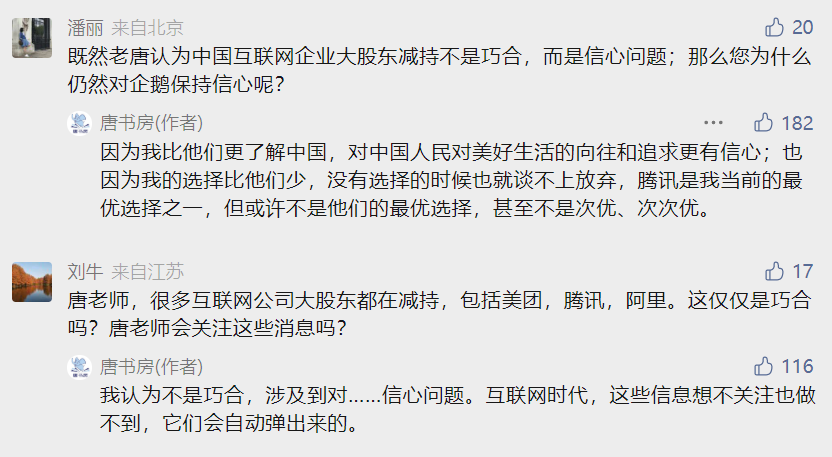 潘丽 来自北京 20
既然老唐认为中国互联网企业大股东减持不是巧合，而是信心问题；那么您为什么
仍然对企鹅保持信心呢？
唐书房(作者) ··· 182
因为我比他们更了解中国，对中国人民对美好生活的向往和追求更有信心；也
因为我的选择比他们少，没有选择的时候也就谈不上放弃，腾讯是我当前的最
优选择之一，但或许不是他们的最优选择，甚至不是次优、次次优。
刘牛 来自江苏 17
唐老师，很多互联网公司大股东都在减持，包括美团，腾讯，阿里。这仅仅是巧合
吗？唐老师会关注这些消息吗？
唐书房(作者) 116
我认为不是巧合，涉及到对……信心问题。互联网时代，这些信息想不关注也做
不到，它们会自动弹出来的。